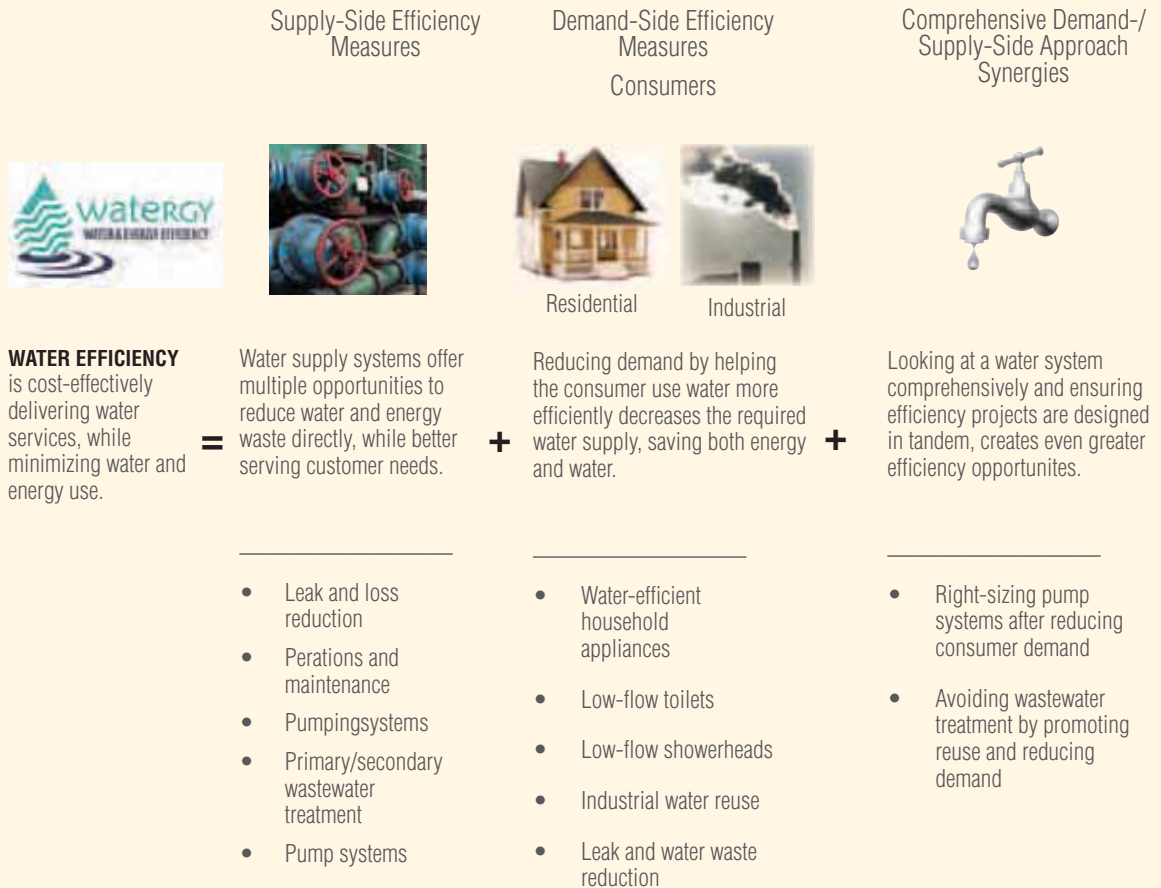 Supply-Side Efficiency
Measures
Demand-Side Efficiency
Measures
Consumers
Comprehensive Demand-/
Supply-Side Approach
Synergies
WateRGY
WATER & ENERGY EFFICIENCY
Residential
Industrial
WATER EFFICIENCY
is cost-effectively
delivering water
services, while
minimizing water and
energy use.
=
Water supply systems offer
multiple opportunities to
reduce water and energy
waste directly, while better
serving customer needs.
+
Reducing demand by helping
the consumer use water more
efficiently decreases the required
water supply, saving both energy
and water.
+
Looking at a water system
comprehensively and ensuring
efficiency projects are designed
in tandem, creates even greater
efficiency opportunites.
• Leak and loss
reduction
• Perations and
maintenance
• Pumpingsystems
• Primary/secondary
wastewater
treatment
• Pump systems
• Water-efficient
household
appliances
• Low-flow toilets
• Low-flow showerheads
• Industrial water reuse
• Leak and water waste
reduction
• Right-sizing pump
systems after reducing
consumer demand
• Avoiding wastewater
treatment by promoting
reuse and reducing
demand